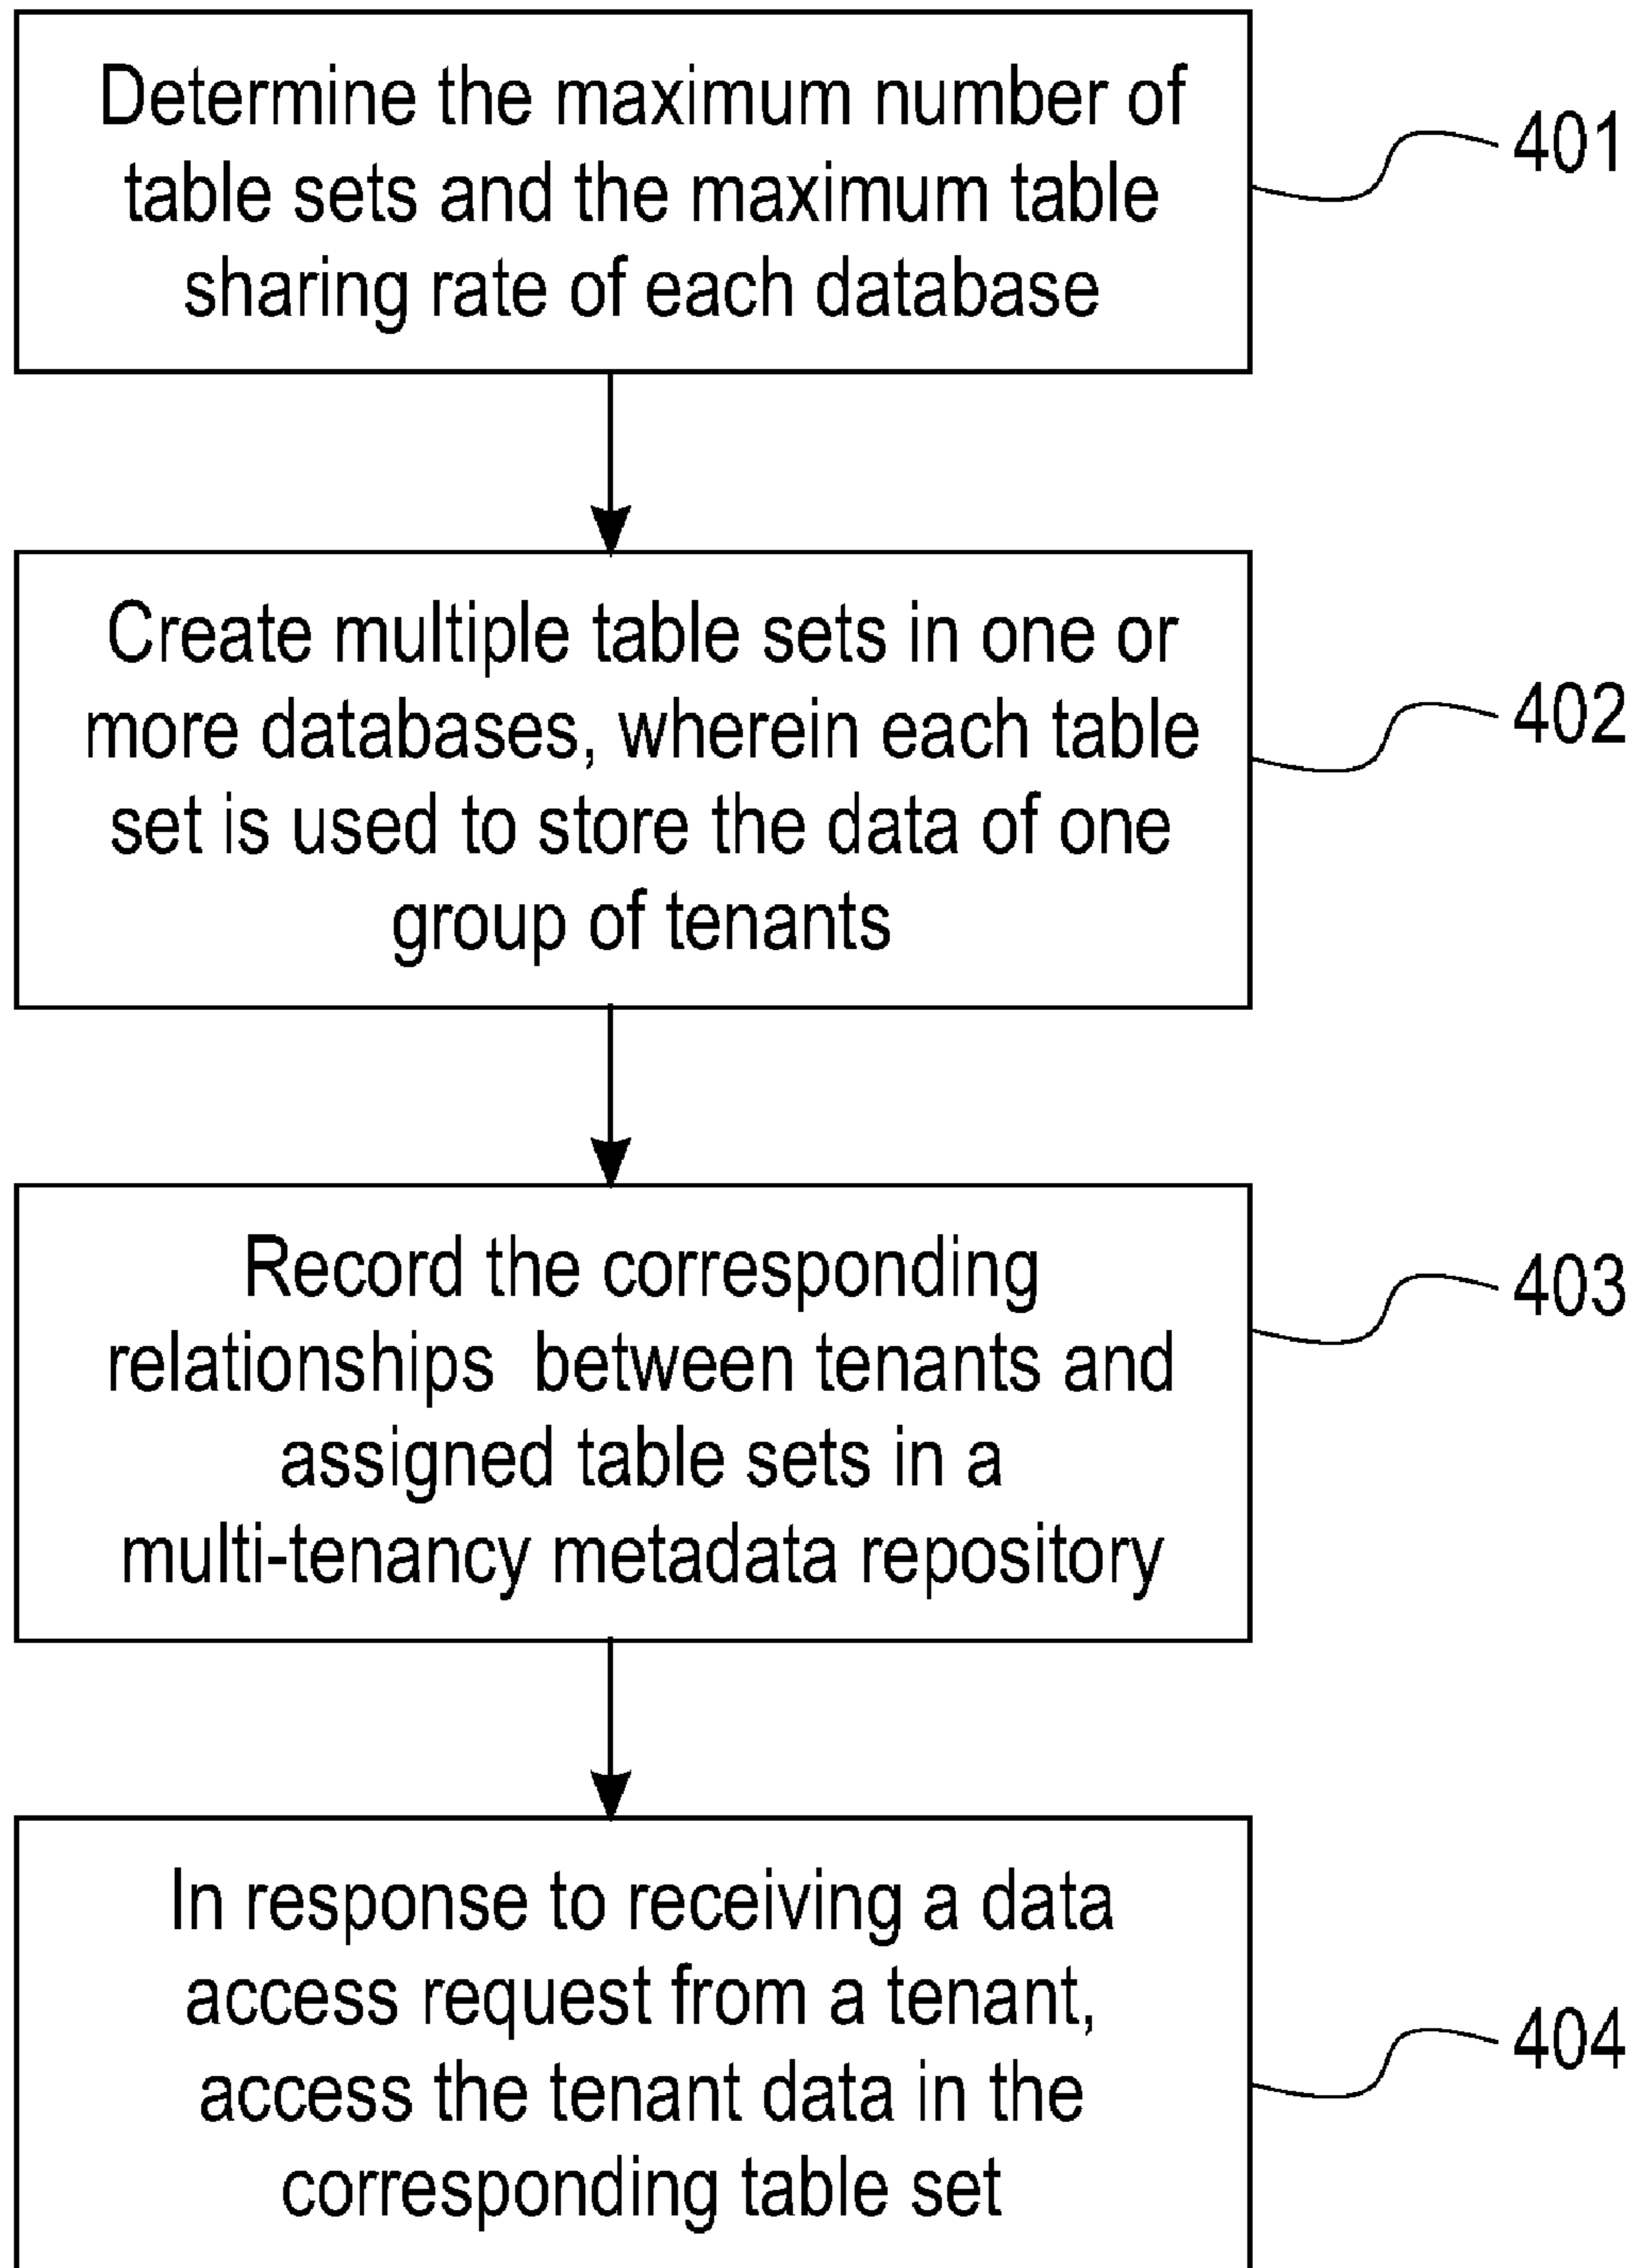 Determine the maximum number of
table sets and the maximum table
sharing rate of each database
401
Create multiple table sets in one or
more databases, wherein each table
set is used to store the data of one
group of tenants
402
Record the corresponding
relationships between tenants and
assigned table sets in a
multi-tenancy metadata repository
403
In response to receiving a data
access request from a tenant,
access the tenant data in the
corresponding table set
404